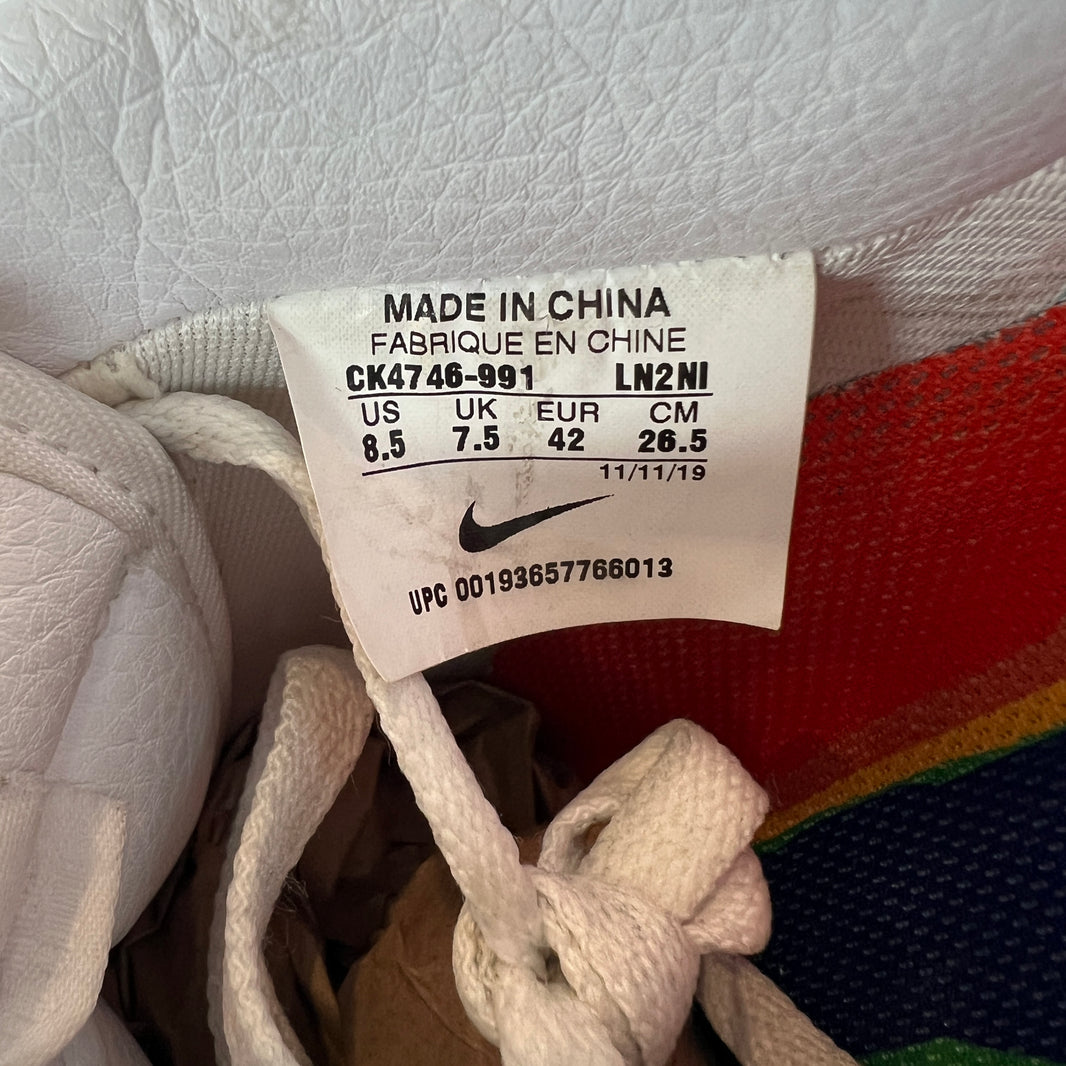 MADE IN CHINA
FABRIQUE EN CHINE
CK4746-991 LN2NI
US UK EUR CM
8.5 7.5 42 26.5
11/11/19
UPC 00193657766013